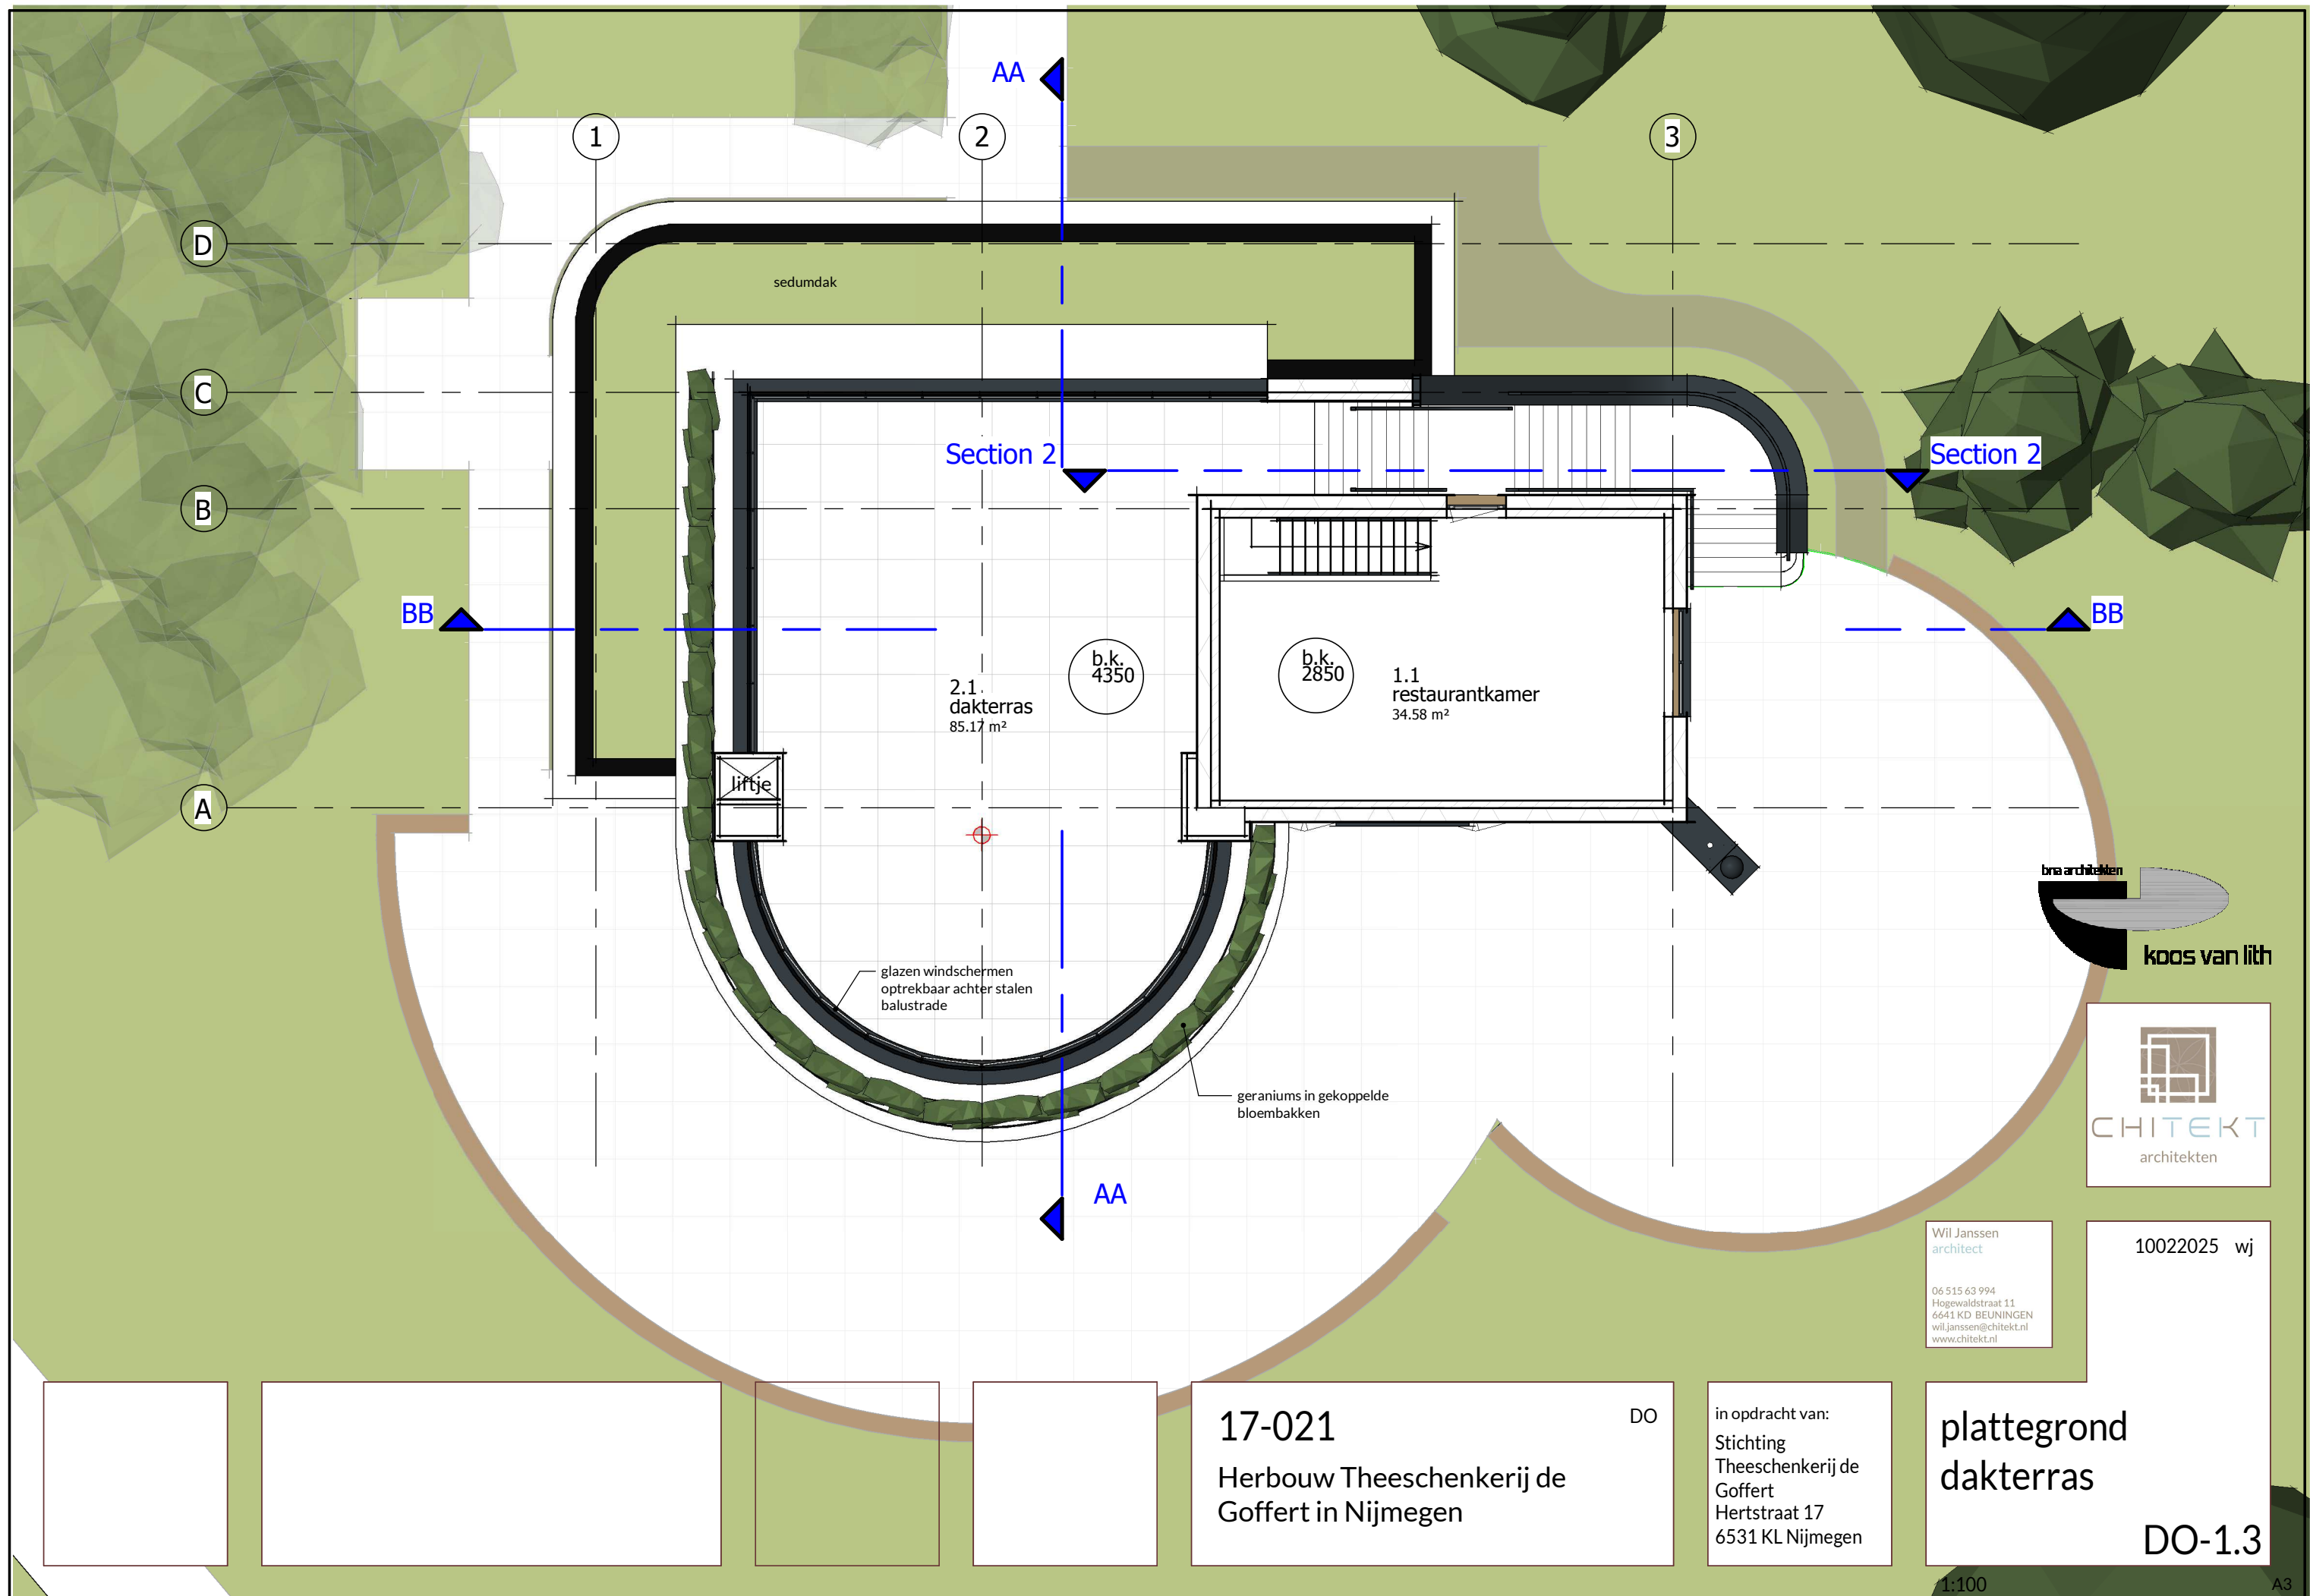 AA
1
2
3
D
sedumdak
C
Section 2
Section 2
B
BB
BB
b.k.
4350
b.k.
2850
2.1
dakterras
85.17 m²
1.1
restaurantkamer
34.58 m²
liftje
A
bna architekten
koos van lith
glazen windschermen
optrekbaar achter stalen
balustrade
geraniums in gekoppelde
bloembakken
CHITEKT
architekten
AA
Wil Janssen
architect
06 515 63 994
Hogewaldstraat 11
6641 KD BEUNINGEN
wil.janssen@chitekt.nl
www.chitekt.nl
10022025 wj
17-021
DO
Herbouw Theeschenkerij de
Goffert in Nijmegen
in opdracht van:
Stichting
Theeschenkerij de
Goffert
Hertstraat 17
6531 KL Nijmegen
plattegrond
dakterras
DO-1.3
1:100
A3